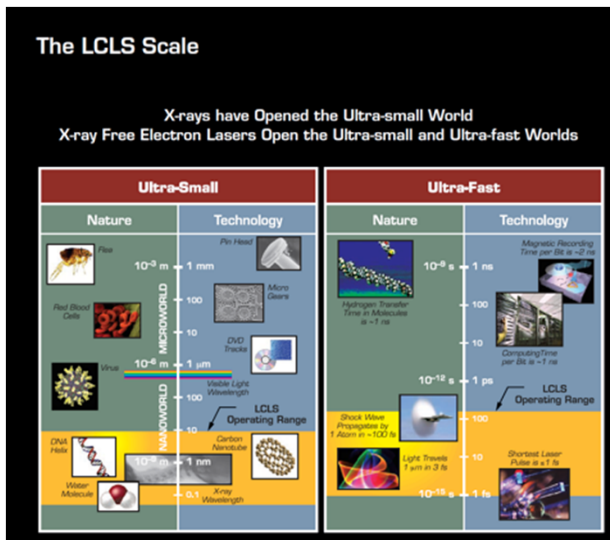 The LCLS Scale
X-rays have Opened the Ultra-small World
X-ray Free Electron Lasers Open the Ultra-small and Ultra-fast Worlds
Ultra-Small
Nature
Technology
Flea
Pin Head
10⁻³ m
1 mm
Red Blood
Cells
MICROWORLD
100
Micro
Gears
10
DVD
Tracks
Virus
10⁻⁶ m
1 μm
Visible Light
Wavelength
NANOWORLD
100
LCLS
Operating Range
10
DNA
Helix
Carbon
Nanotube
10⁻⁹ m
1 nm
Water
Molecule
X-ray
Wavelength
0.1
Ultra-Fast
Nature
Technology
Magnetic Recording
Time per Bit is ~2 ns
10⁻⁹ s
1 ns
Hydrogen Transfer
Time in Molecules
is ~1 ns
100
10
Computing Time
per Bit is ~1 ns
10⁻¹² s
1 ps
LCLS
Operating Range
Shock Wave
Propagates by
1 Atom in ~100 fs
100
Light Travels
1 μm in 3 fs
10
Shortest Laser
Pulse is ≤1 fs
10⁻¹⁵ s
1 fs